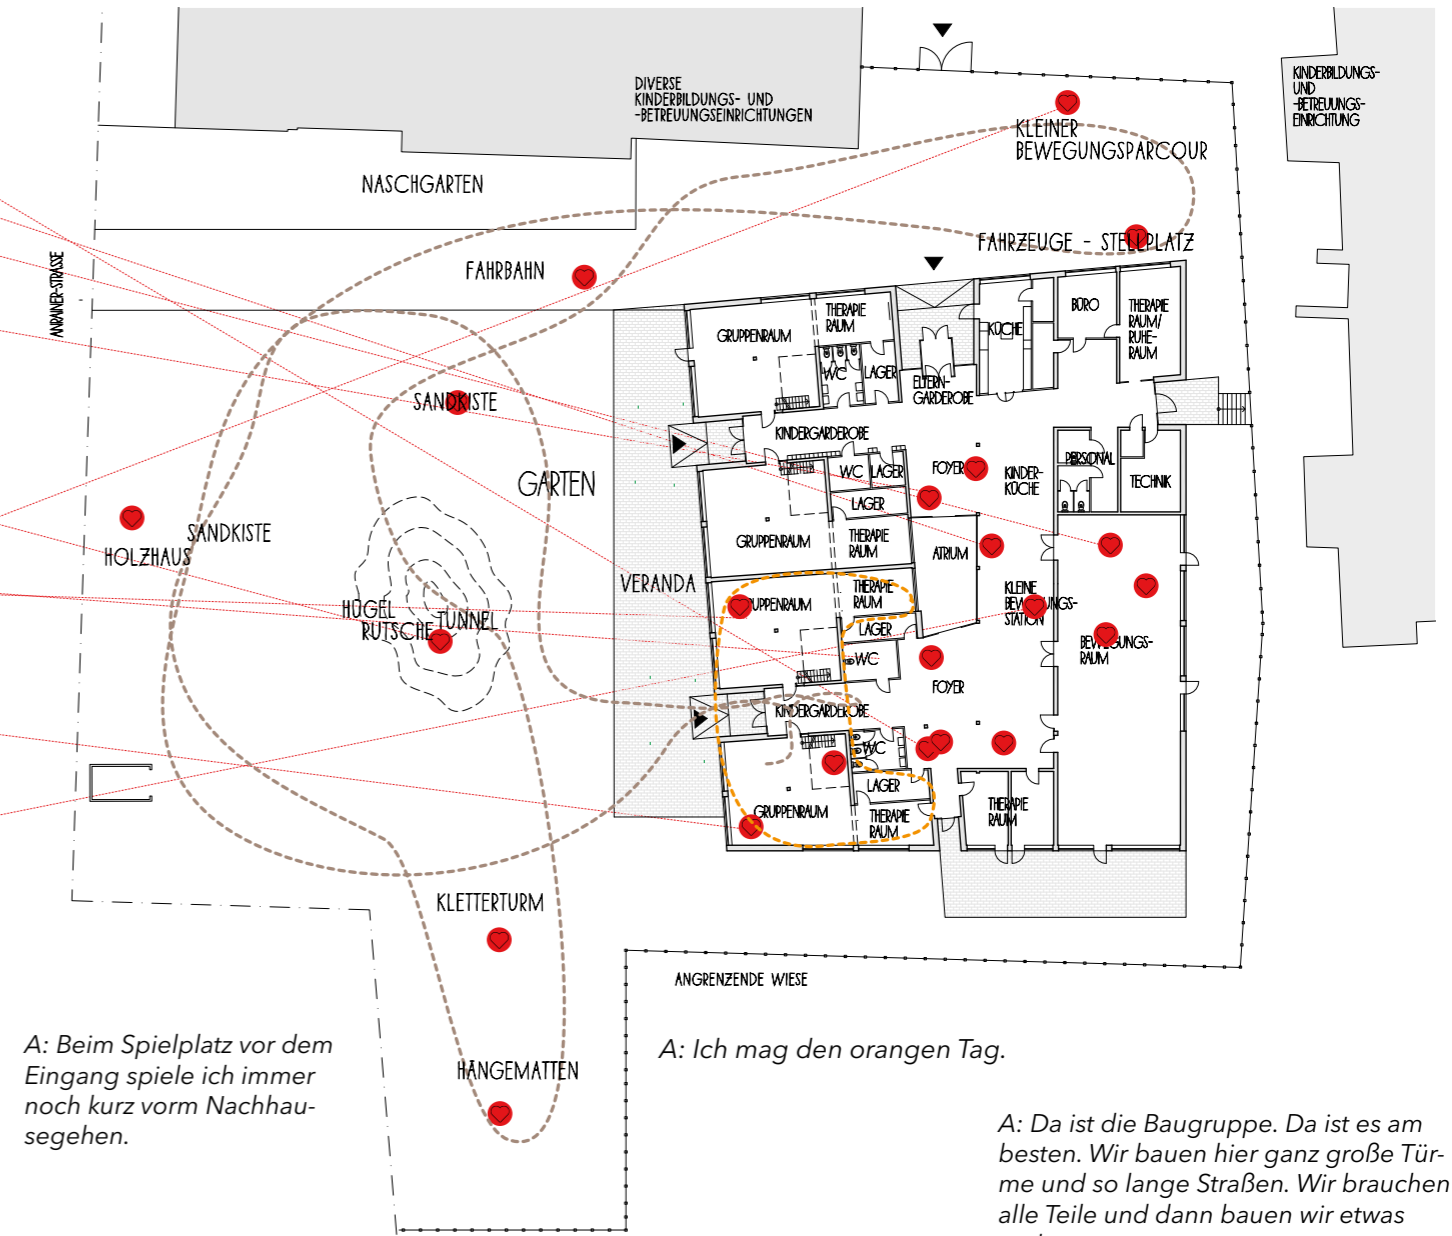 DIVERSE
KINDERBILDUNGS- UND
-BETREUUNGSEINRICHTUNGEN
KINDERBILDUNGS-
UND
-BETREUUNGS-
EINRICHTUNG
KLEINER
BEWEGUNGSPARCOUR
NASCHGARTEN
FAHRZEUGE - STELLPLATZ
ANRAINER-STRASSE
FAHRBAHN
GRUPPENRAUM
THERAPIE
RAUM
KÜCHE
BÜRO
THERAPIE
RAUM/
RUHE-
RAUM
WC
LAGER
ELTERN-
GARDEROBE
SANDKISTE
KINDERGARDEROBE
GARTEN
WC
LAGER
FOYER
KINDER-
KÜCHE
PERSONAL
TECHNIK
LAGER
SANDKISTE
HOLZHAUS
GRUPPENRAUM
THERAPIE
RAUM
ATRIUM
VERANDA
HÜGEL
RUTSCHE
TUNNEL
GRUPPENRAUM
THERAPIE
RAUM
KLEINE
BEWEGUNGS-
STATION
LAGER
WC
BEWEGUNGS-
RAUM
FOYER
KINDERGARDEROBE
WC
LAGER
GRUPPENRAUM
THERAPIE
RAUM
THERAPIE
RAUM
KLETTERTURM
ANGRENZENDE WIESE
HÄNGEMATTEN
A: Beim Spielplatz vor dem
Eingang spiele ich immer
noch kurz vorm Nachhau-
segehen.
A: Ich mag den orangen Tag.
A: Da ist die Baugruppe. Da ist es am
besten. Wir bauen hier ganz große Tür-
me und so lange Straßen. Wir brauchen
alle Teile und dann bauen wir etwas